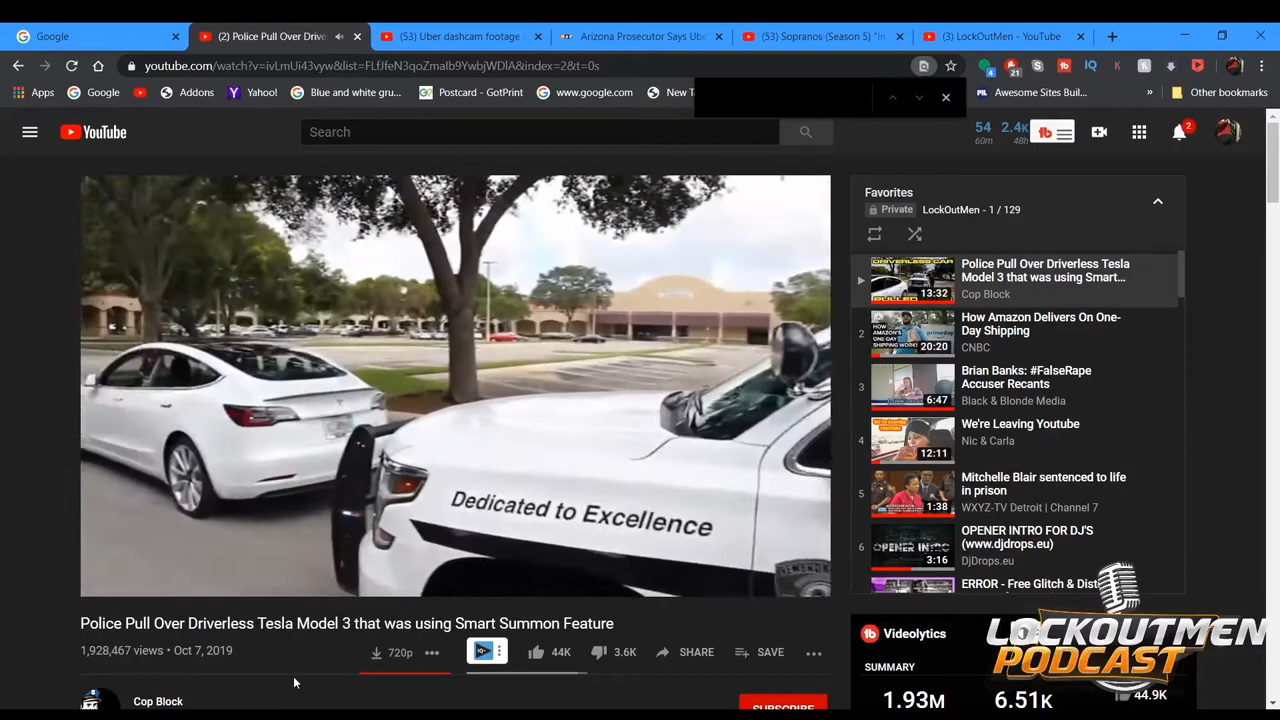 Google
(2) Police Pull Over Drive
(53) Uber dashcam footage
Arizona Prosecutor Says Ube
(53) Sopranos (Season 5) "In
(3) LockOutMen - YouTube
youtube.com/watch?v=ivLmUi43vyw&list=FLfJfeN3qoZmaIb9YwbjWDlA&index=2&t=0s
4
21
IQ+
K
Apps
Google
Addons
Yahoo!
Blue and white gru...
Postcard - GotPrint
www.google.com
New T
PLR
Awesome Sites Buil...
»
Other bookmarks
YouTube
Search
54
60m
2.4K
48h
2
Favorites
Private
LockOutMen - 1 / 129
Police Pull Over Driverless Tesla
Model 3 that was using Smart...
Cop Block
13:32
2
How Amazon Delivers On One-
Day Shipping
CNBC
20:20
3
Brian Banks: #FalseRape
Accuser Recants
Black & Blonde Media
6:47
4
We're Leaving Youtube
Nic & Carla
12:11
5
Mitchelle Blair sentenced to life
in prison
WXYZ-TV Detroit | Channel 7
1:38
6
OPENER INTRO FOR DJ'S
(www.djdrops.eu)
DjDrops.eu
3:16
ERROR - Free Glitch & Dist
Dedicated to Excellence
Police Pull Over Driverless Tesla Model 3 that was using Smart Summon Feature
1,928,467 views • Oct 7, 2019
720p
44K
3.6K
SHARE
SAVE
Cop Block
SUBSCRIBE
Videolytics
SUMMARY
1.93M
6.51K
44.9K
LOCKOUTMEN
PODCAST